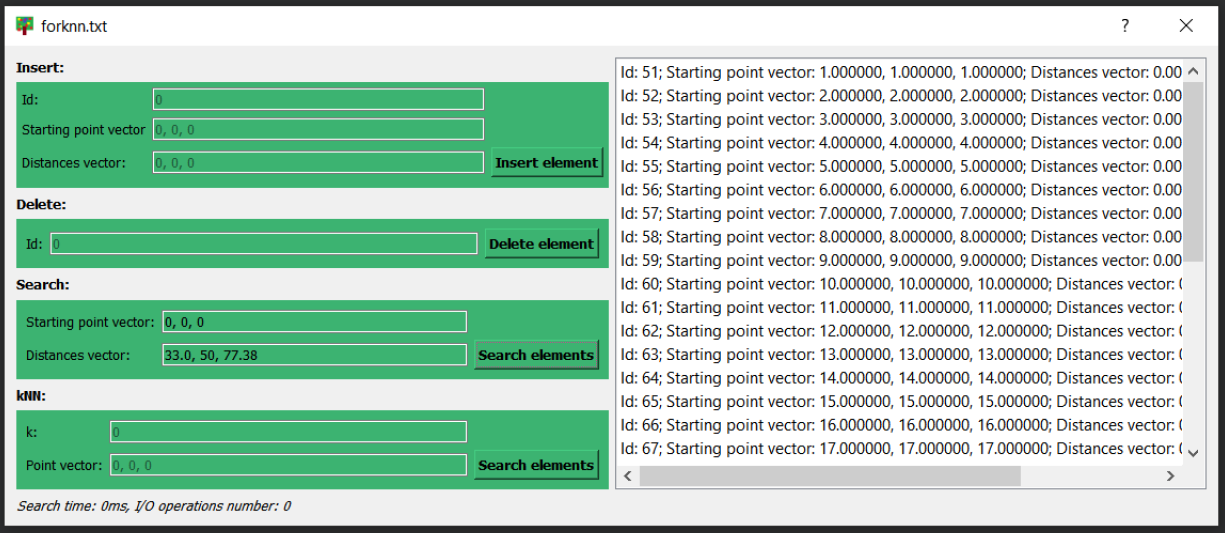 forknn.txt
?
Insert:
Id: 0
Starting point vector 0, 0, 0
Distances vector: 0, 0, 0 Insert element
Delete:
Id: 0 Delete element
Search:
Starting point vector: 0, 0, 0
Distances vector: 33.0, 50, 77.38 Search elements
kNN:
k: 0
Point vector: 0, 0, 0 Search elements
Search time: 0ms, I/O operations number: 0
Id: 51; Starting point vector: 1.000000, 1.000000, 1.000000; Distances vector: 0.00
Id: 52; Starting point vector: 2.000000, 2.000000, 2.000000; Distances vector: 0.00
Id: 53; Starting point vector: 3.000000, 3.000000, 3.000000; Distances vector: 0.00
Id: 54; Starting point vector: 4.000000, 4.000000, 4.000000; Distances vector: 0.00
Id: 55; Starting point vector: 5.000000, 5.000000, 5.000000; Distances vector: 0.00
Id: 56; Starting point vector: 6.000000, 6.000000, 6.000000; Distances vector: 0.00
Id: 57; Starting point vector: 7.000000, 7.000000, 7.000000; Distances vector: 0.00
Id: 58; Starting point vector: 8.000000, 8.000000, 8.000000; Distances vector: 0.00
Id: 59; Starting point vector: 9.000000, 9.000000, 9.000000; Distances vector: 0.00
Id: 60; Starting point vector: 10.000000, 10.000000, 10.000000; Distances vector:
Id: 61; Starting point vector: 11.000000, 11.000000, 11.000000; Distances vector:
Id: 62; Starting point vector: 12.000000, 12.000000, 12.000000; Distances vector:
Id: 63; Starting point vector: 13.000000, 13.000000, 13.000000; Distances vector:
Id: 64; Starting point vector: 14.000000, 14.000000, 14.000000; Distances vector:
Id: 65; Starting point vector: 15.000000, 15.000000, 15.000000; Distances vector:
Id: 66; Starting point vector: 16.000000, 16.000000, 16.000000; Distances vector:
Id: 67; Starting point vector: 17.000000, 17.000000, 17.000000; Distances vector: